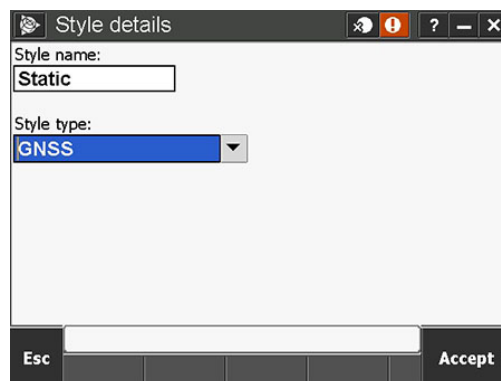 Style details
? – ×
Style name:
Static
Style type:
GNSS
Esc
Accept